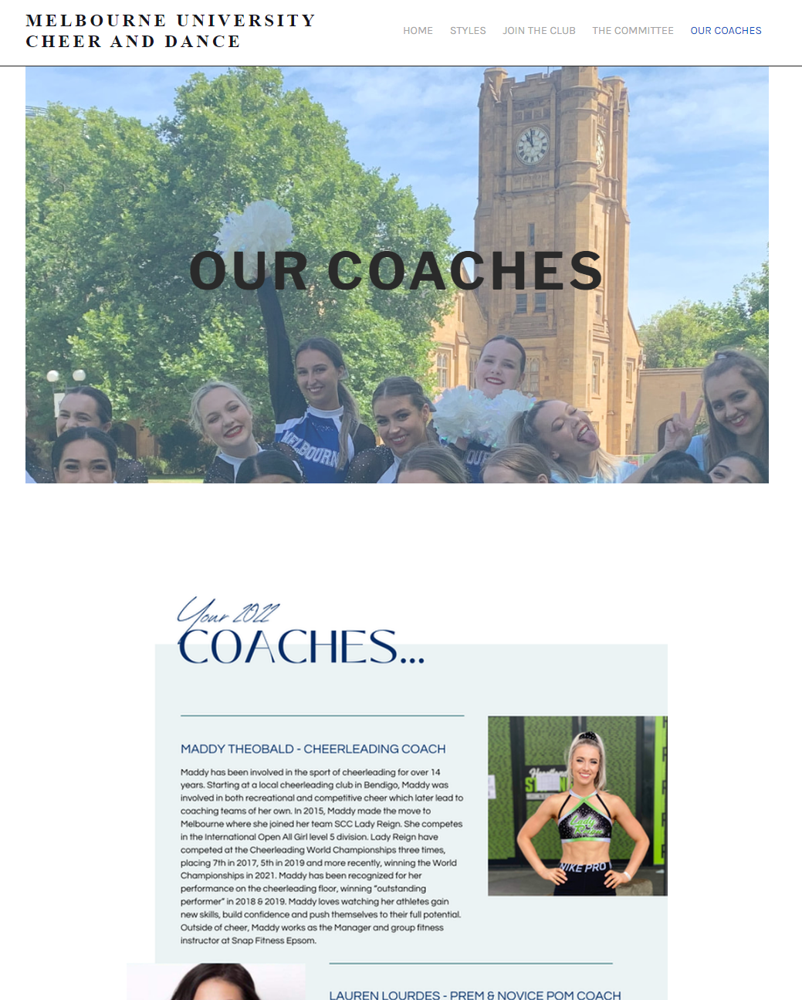 MELBOURNE UNIVERSITY
CHEER AND DANCE
HOME STYLES JOIN THE CLUB THE COMMITTEE OUR COACHES
OUR COACHES
MELBOURN
OUR
Your 2022
COACHES...
MADDY THEOBALD - CHEERLEADING COACH
Maddy has been involved in the sport of cheerleading for over 14
years. Starting at a local cheerleading club in Bendigo, Maddy was
involved in both recreational and competitive cheer which later lead to
coaching teams of her own. In 2015, Maddy made the move to
Melbourne where she joined her team SCC Lady Reign. She competes
in the International Open All Girl level 5 division. Lady Reign have
competed at the Cheerleading World Championships three times,
placing 7th in 2017, 5th in 2019 and more recently, winning the World
Championships in 2021. Maddy has been recognized for her
performance on the cheerleading floor, winning “outstanding
performer” in 2018 & 2019. Maddy loves watching her athletes gain
new skills, build confidence and push themselves to their full potential.
Outside of cheer, Maddy works as the Manager and group fitness
instructor at Snap Fitness Epsom.
Lady
Reign
NIKE PRO
LAUREN LOURDES - PREM & NOVICE POM COACH